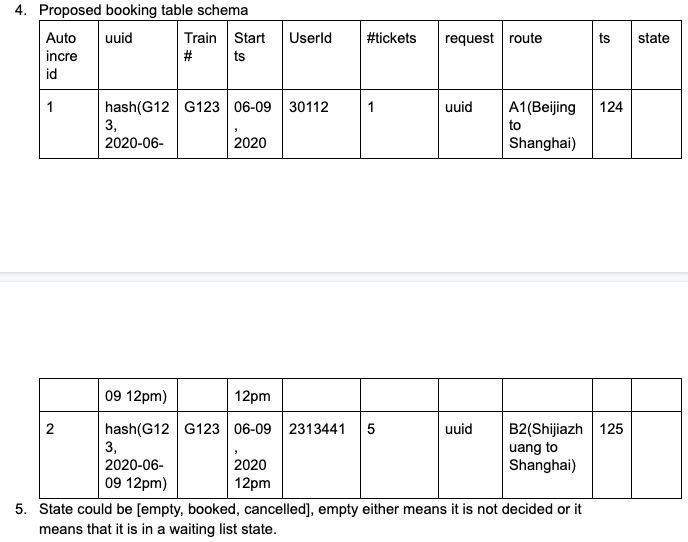 4. Proposed booking table schema
Auto incre id | uuid | Train # | Start ts | UserId | #tickets | request | route | ts | state
1 | hash(G123, 2020-06- | G123 | 06-09, 2020 | 30112 | 1 | uuid | A1(Beijing to Shanghai) | 124
09 12pm) | 12pm
2 | hash(G123, 2020-06-09 12pm) | G123 | 06-09, 2020 12pm | 2313441 | 5 | uuid | B2(Shijiazhuang to Shanghai) | 125
5. State could be [empty, booked, cancelled], empty either means it is not decided or it
means that it is in a waiting list state.